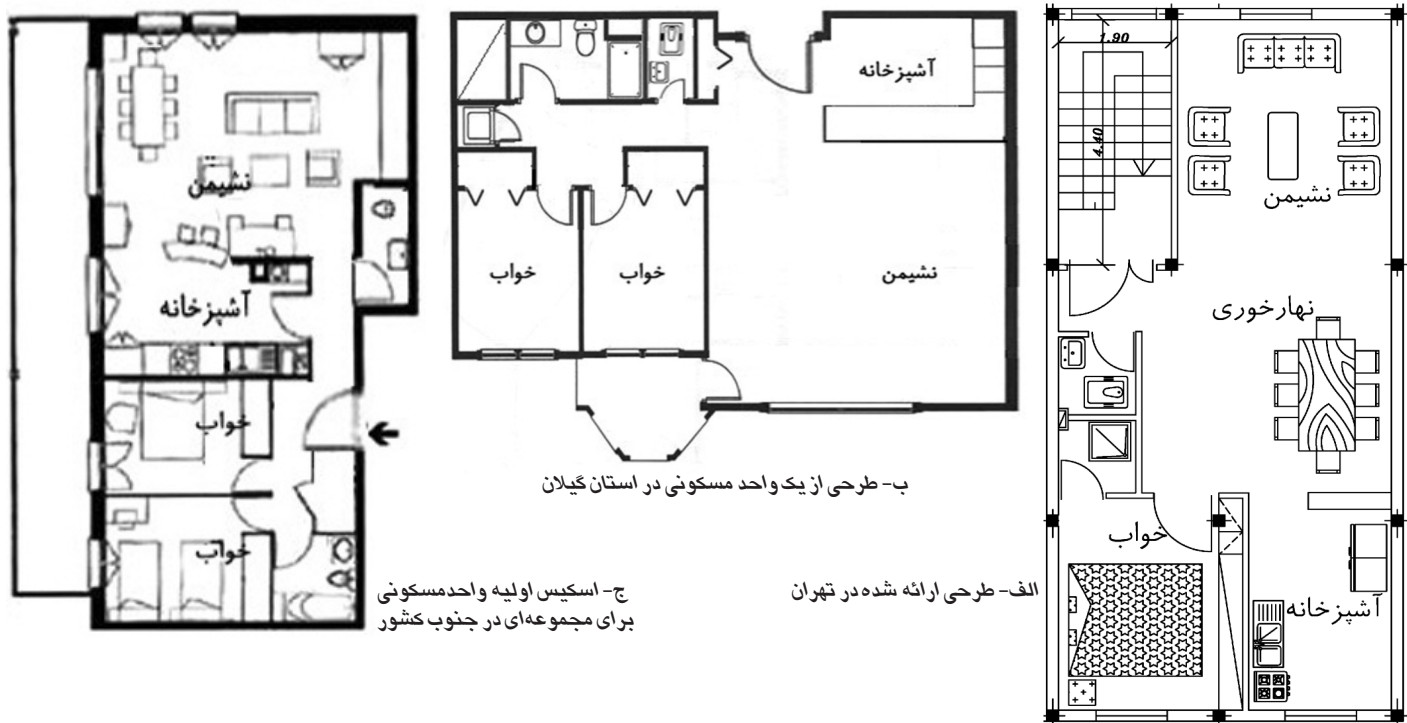 نشیمن
آشپزخانه
خواب
خواب
ج- اسکیس اولیه واحدمسکونی
برای مجموعه‌ای در جنوب کشور
آشپزخانه
خواب
خواب
نشیمن
ب- طرحی از یک واحد مسکونی در استان گیلان
1.90
4.40
نشیمن
نهارخوری
خواب
آشپزخانه
الف- طرحی ارائه شده در تهران